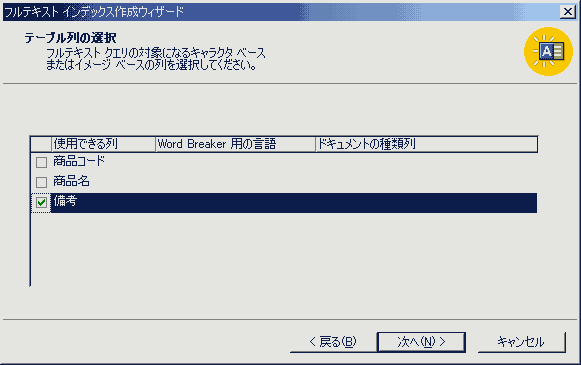 フルテキスト インデックス作成ウィザード
テーブル列の選択
フルテキスト クエリの対象になるキャラクタ ベース
またはイメージ ベースの列を選択してください。
A
使用できる列 Word Breaker 用の言語 ドキュメントの種類列
商品コード
商品名
備考
< 戻る(B) 次へ(N) > キャンセル